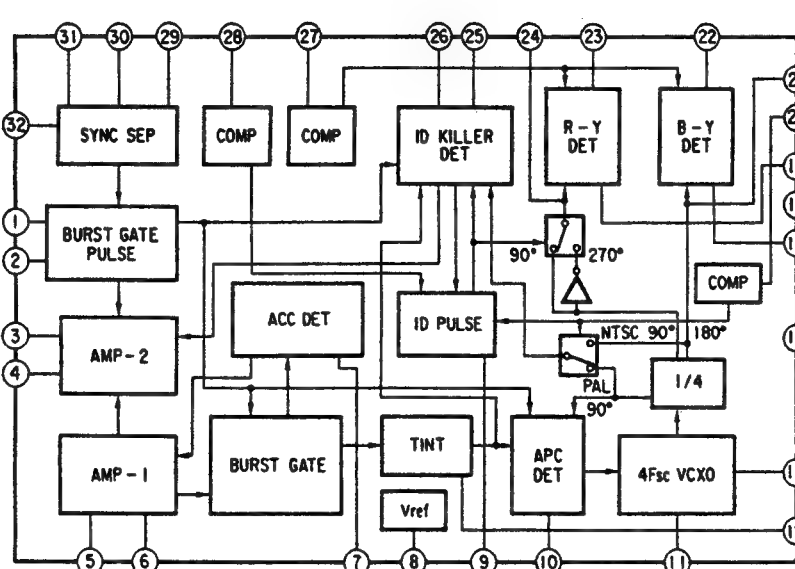 31 30 29 28 27 26 25 24 23 22
32
SYNC SEP
COMP
COMP
ID KILLER
DET
R-Y
DET
B-Y
DET
1
2
BURST GATE
PULSE
90°
270°
COMP
3
4
AMP-2
ACC DET
ID PULSE
NTSC 90°
180°
PAL
90°
1/4
AMP-1
BURST GATE
TINT
APC
DET
4Fsc VCXO
Vref
5 6 7 8 9 10 11